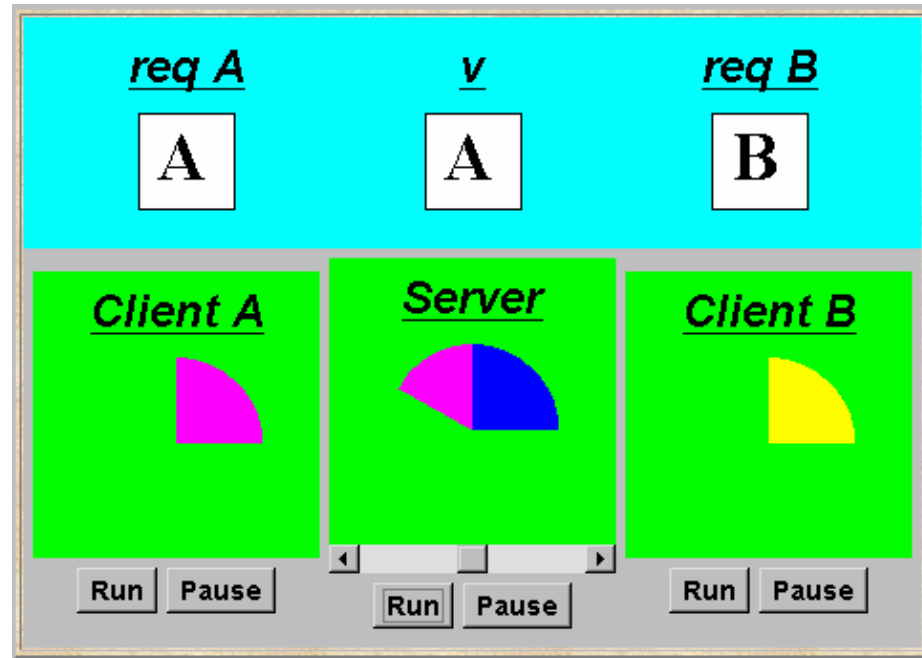 req A v req B
A A B
Client A Server Client B
Run Pause Run Pause Run Pause